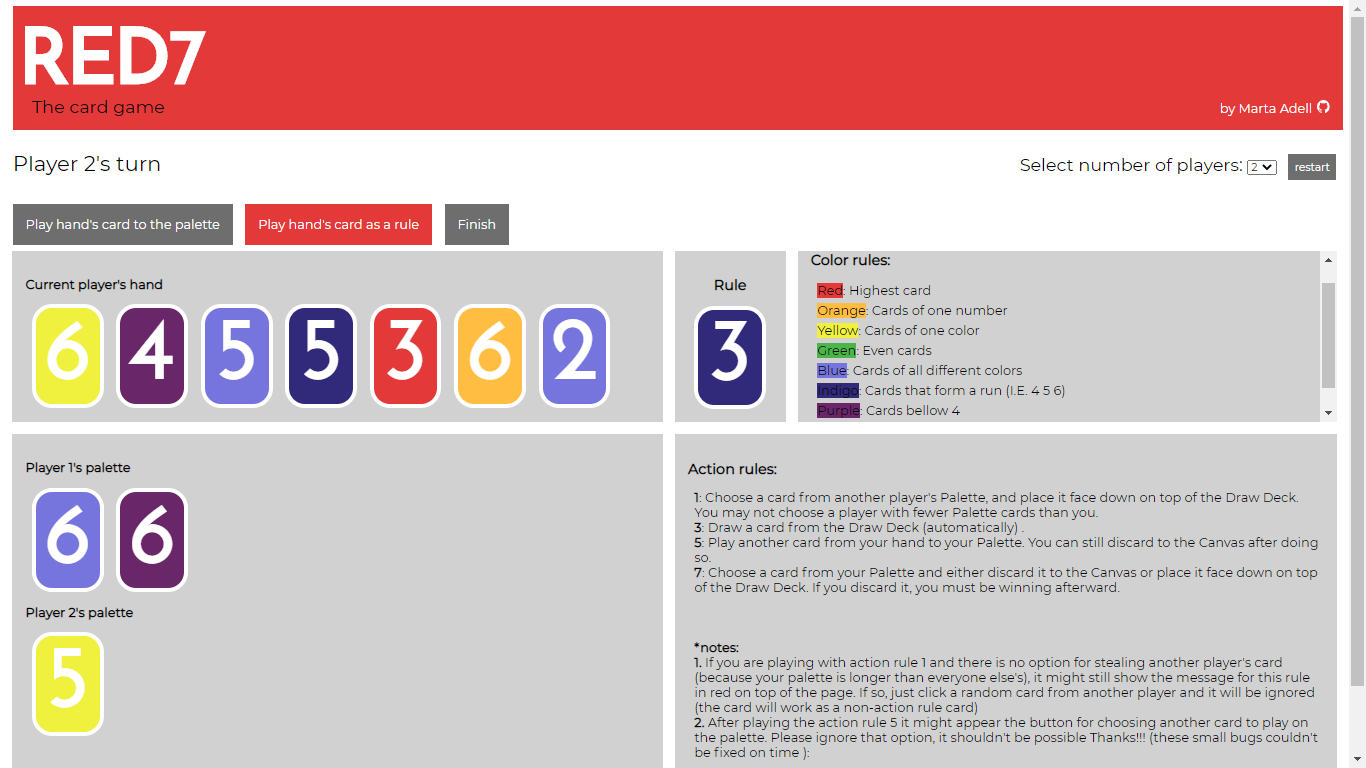 RED7
The card game
by Marta Adell
Player 2's turn
Select number of players: 2 restart
Play hand's card to the palette Play hand's card as a rule Finish
Current player's hand
6 4 5 5 3 6 2
Rule
3
Color rules:
Red: Highest card
Orange: Cards of one number
Yellow: Cards of one color
Green: Even cards
Blue: Cards of all different colors
Indigo: Cards that form a run (I.E. 4 5 6)
Purple: Cards bellow 4
Player 1's palette
6 6
Player 2's palette
5
Action rules:
1: Choose a card from another player's Palette, and place it face down on top of the Draw Deck.
You may not choose a player with fewer Palette cards than you.
3: Draw a card from the Draw Deck (automatically) .
5: Play another card from your hand to your Palette. You can still discard to the Canvas after doing
so.
7: Choose a card from your Palette and either discard it to the Canvas or place it face down on top
of the Draw Deck. If you discard it, you must be winning afterward.
*notes:
1. If you are playing with action rule 1 and there is no option for stealing another player's card
(because your palette is longer than everyone else's), it might still show the message for this rule
in red on top of the page. If so, just click a random card from another player and it will be ignored
(the card will work as a non-action rule card)
2. After playing the action rule 5 it might appear the button for choosing another card to play on
the palette. Please ignore that option, it shouldn't be possible Thanks!!! (these small bugs couldn't
be fixed on time ):